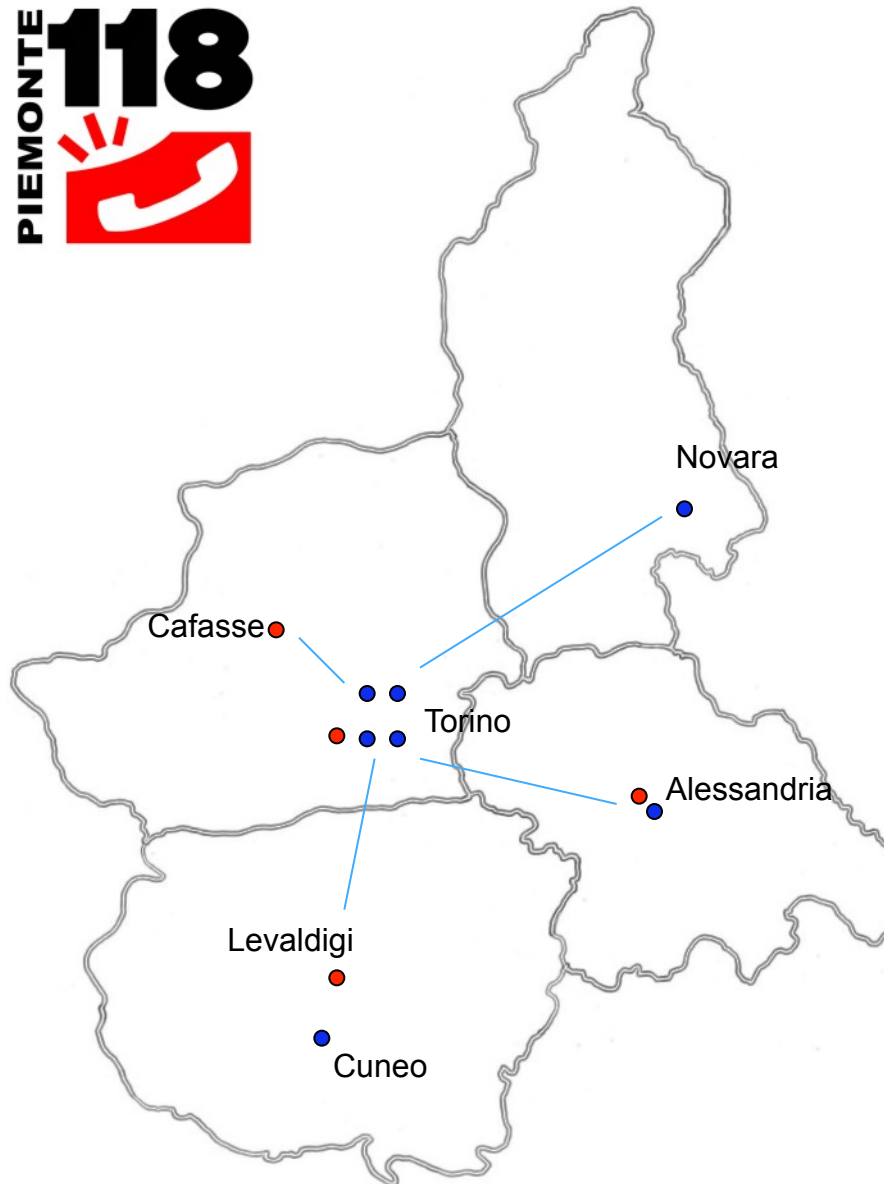 PIEMONTE
118
Novara
Cafasse
Torino
Alessandria
Levaldigi
Cuneo